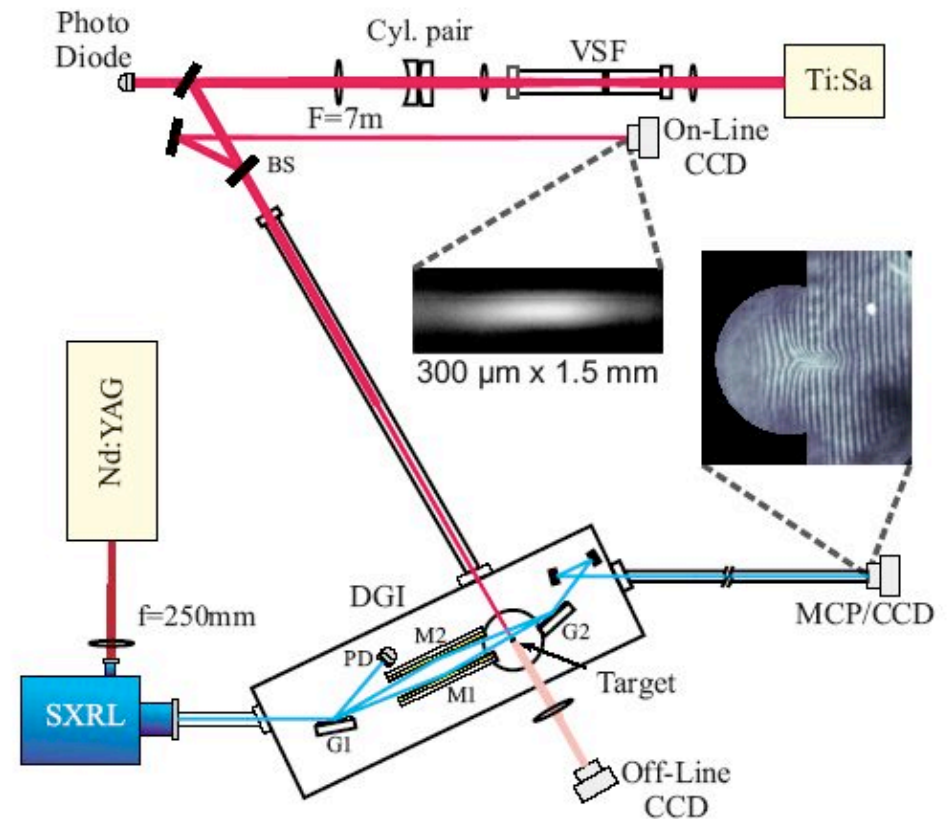 Photo
Diode
Cyl. pair
VSF
Ti:Sa
F=7m
On-Line
CCD
BS
300 μm x 1.5 mm
Nd:YAG
f=250mm
DGI
MCP/CCD
M2
G2
PD
Target
M1
SXRL
G1
Off-Line
CCD